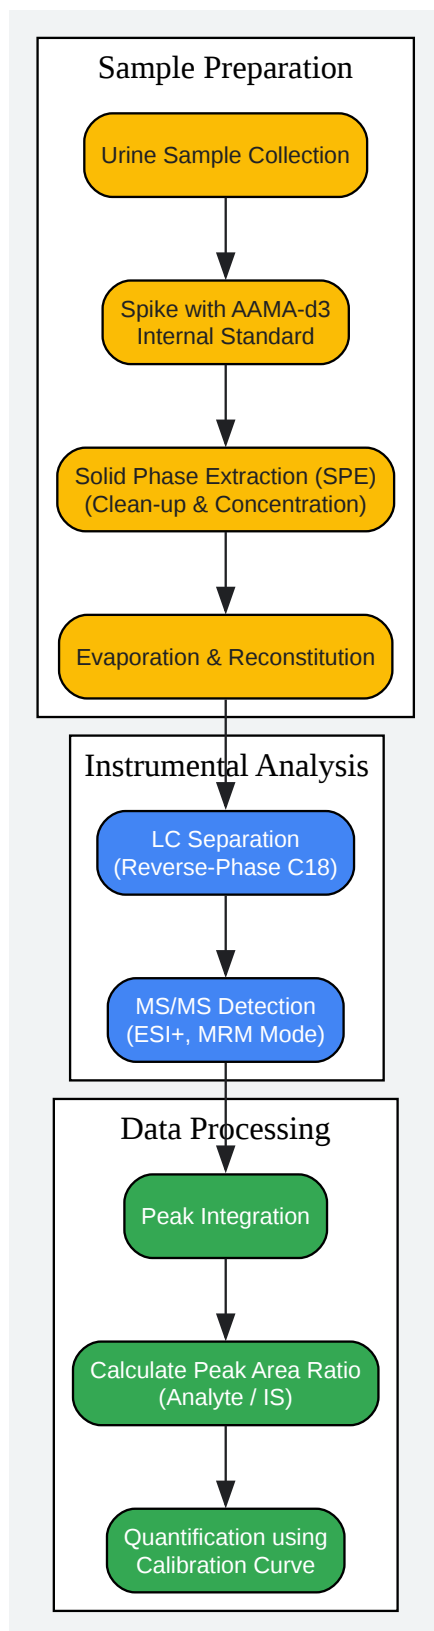 Sample Preparation
Urine Sample Collection
Spike with AAMA-d3
Internal Standard
Solid Phase Extraction (SPE)
(Clean-up & Concentration)
Evaporation & Reconstitution
Instrumental Analysis
LC Separation
(Reverse-Phase C18)
MS/MS Detection
(ESI+, MRM Mode)
Data Processing
Peak Integration
Calculate Peak Area Ratio
(Analyte / IS)
Quantification using
Calibration Curve